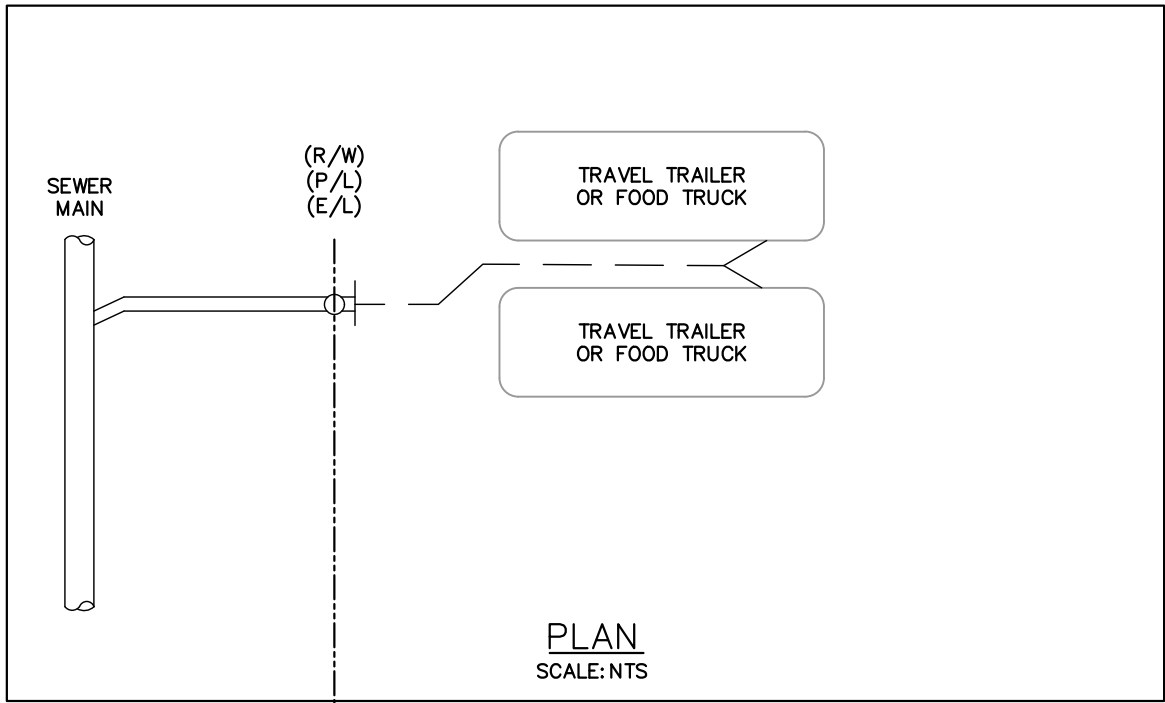 (R/W)
(P/L)
(E/L)
SEWER
MAIN
TRAVEL TRAILER
OR FOOD TRUCK
TRAVEL TRAILER
OR FOOD TRUCK
PLAN
SCALE: NTS